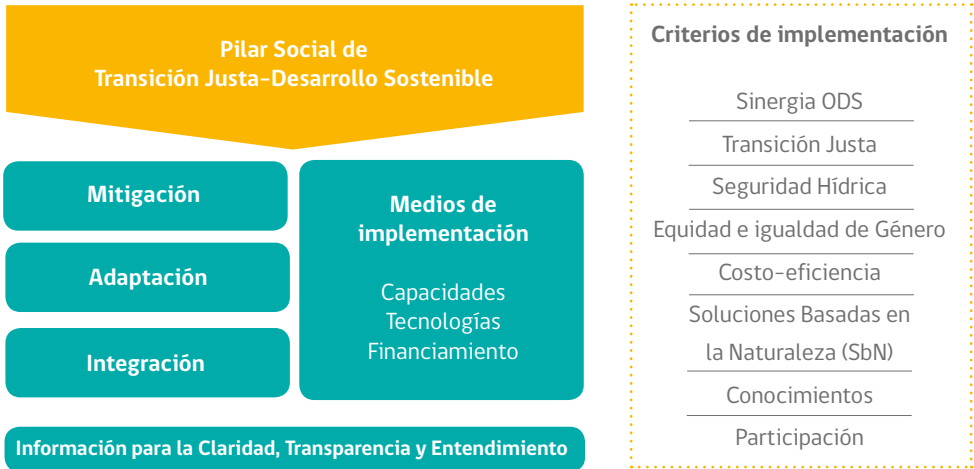 Pilar Social de
Transición Justa-Desarrollo Sostenible
Mitigación
Adaptación
Integración
Medios de
implementación
Capacidades
Tecnologías
Financiamiento
Información para la Claridad, Transparencia y Entendimiento
Criterios de implementación
Sinergia ODS
Transición Justa
Seguridad Hídrica
Equidad e igualdad de Género
Costo-eficiencia
Soluciones Basadas en
la Naturaleza (SbN)
Conocimientos
Participación